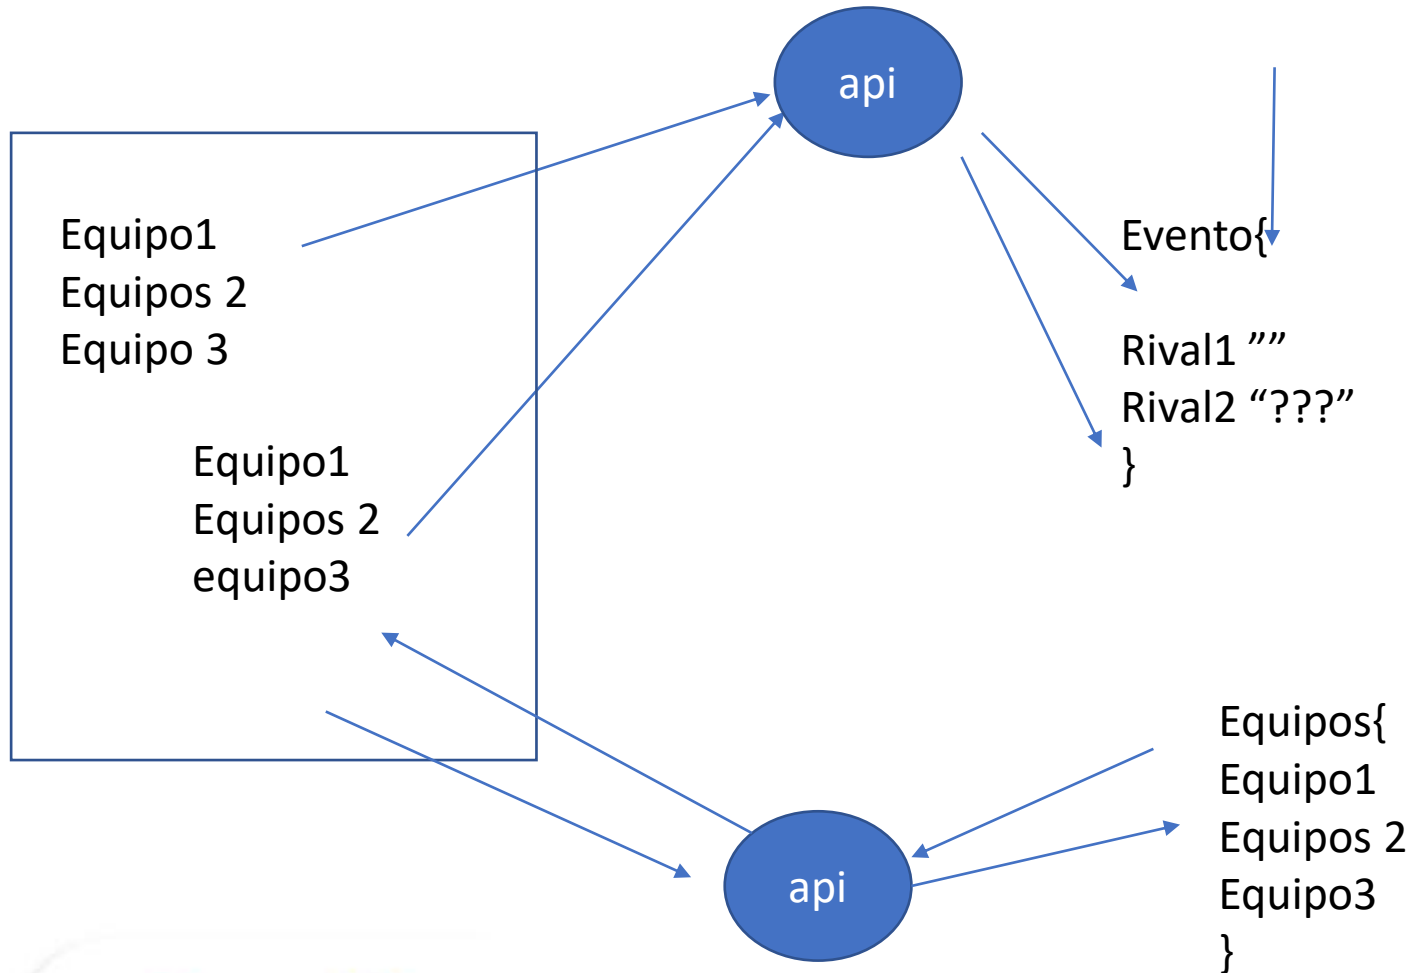 api
Equipo1
Equipos 2
Equipo 3
Equipo1
Equipos 2
equipo3
Evento{
Rival1 ””
Rival2 “???”
}
api
Equipos{
Equipo1
Equipos 2
Equipo3
}